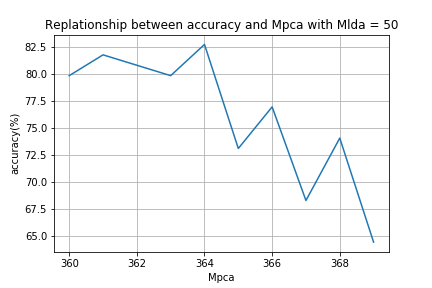 Replationship between accuracy and Mpca with Mlda = 50
82.5
80.0
77.5
75.0
72.5
70.0
67.5
65.0
accuracy(%)
360 362 364 366 368
Mpca